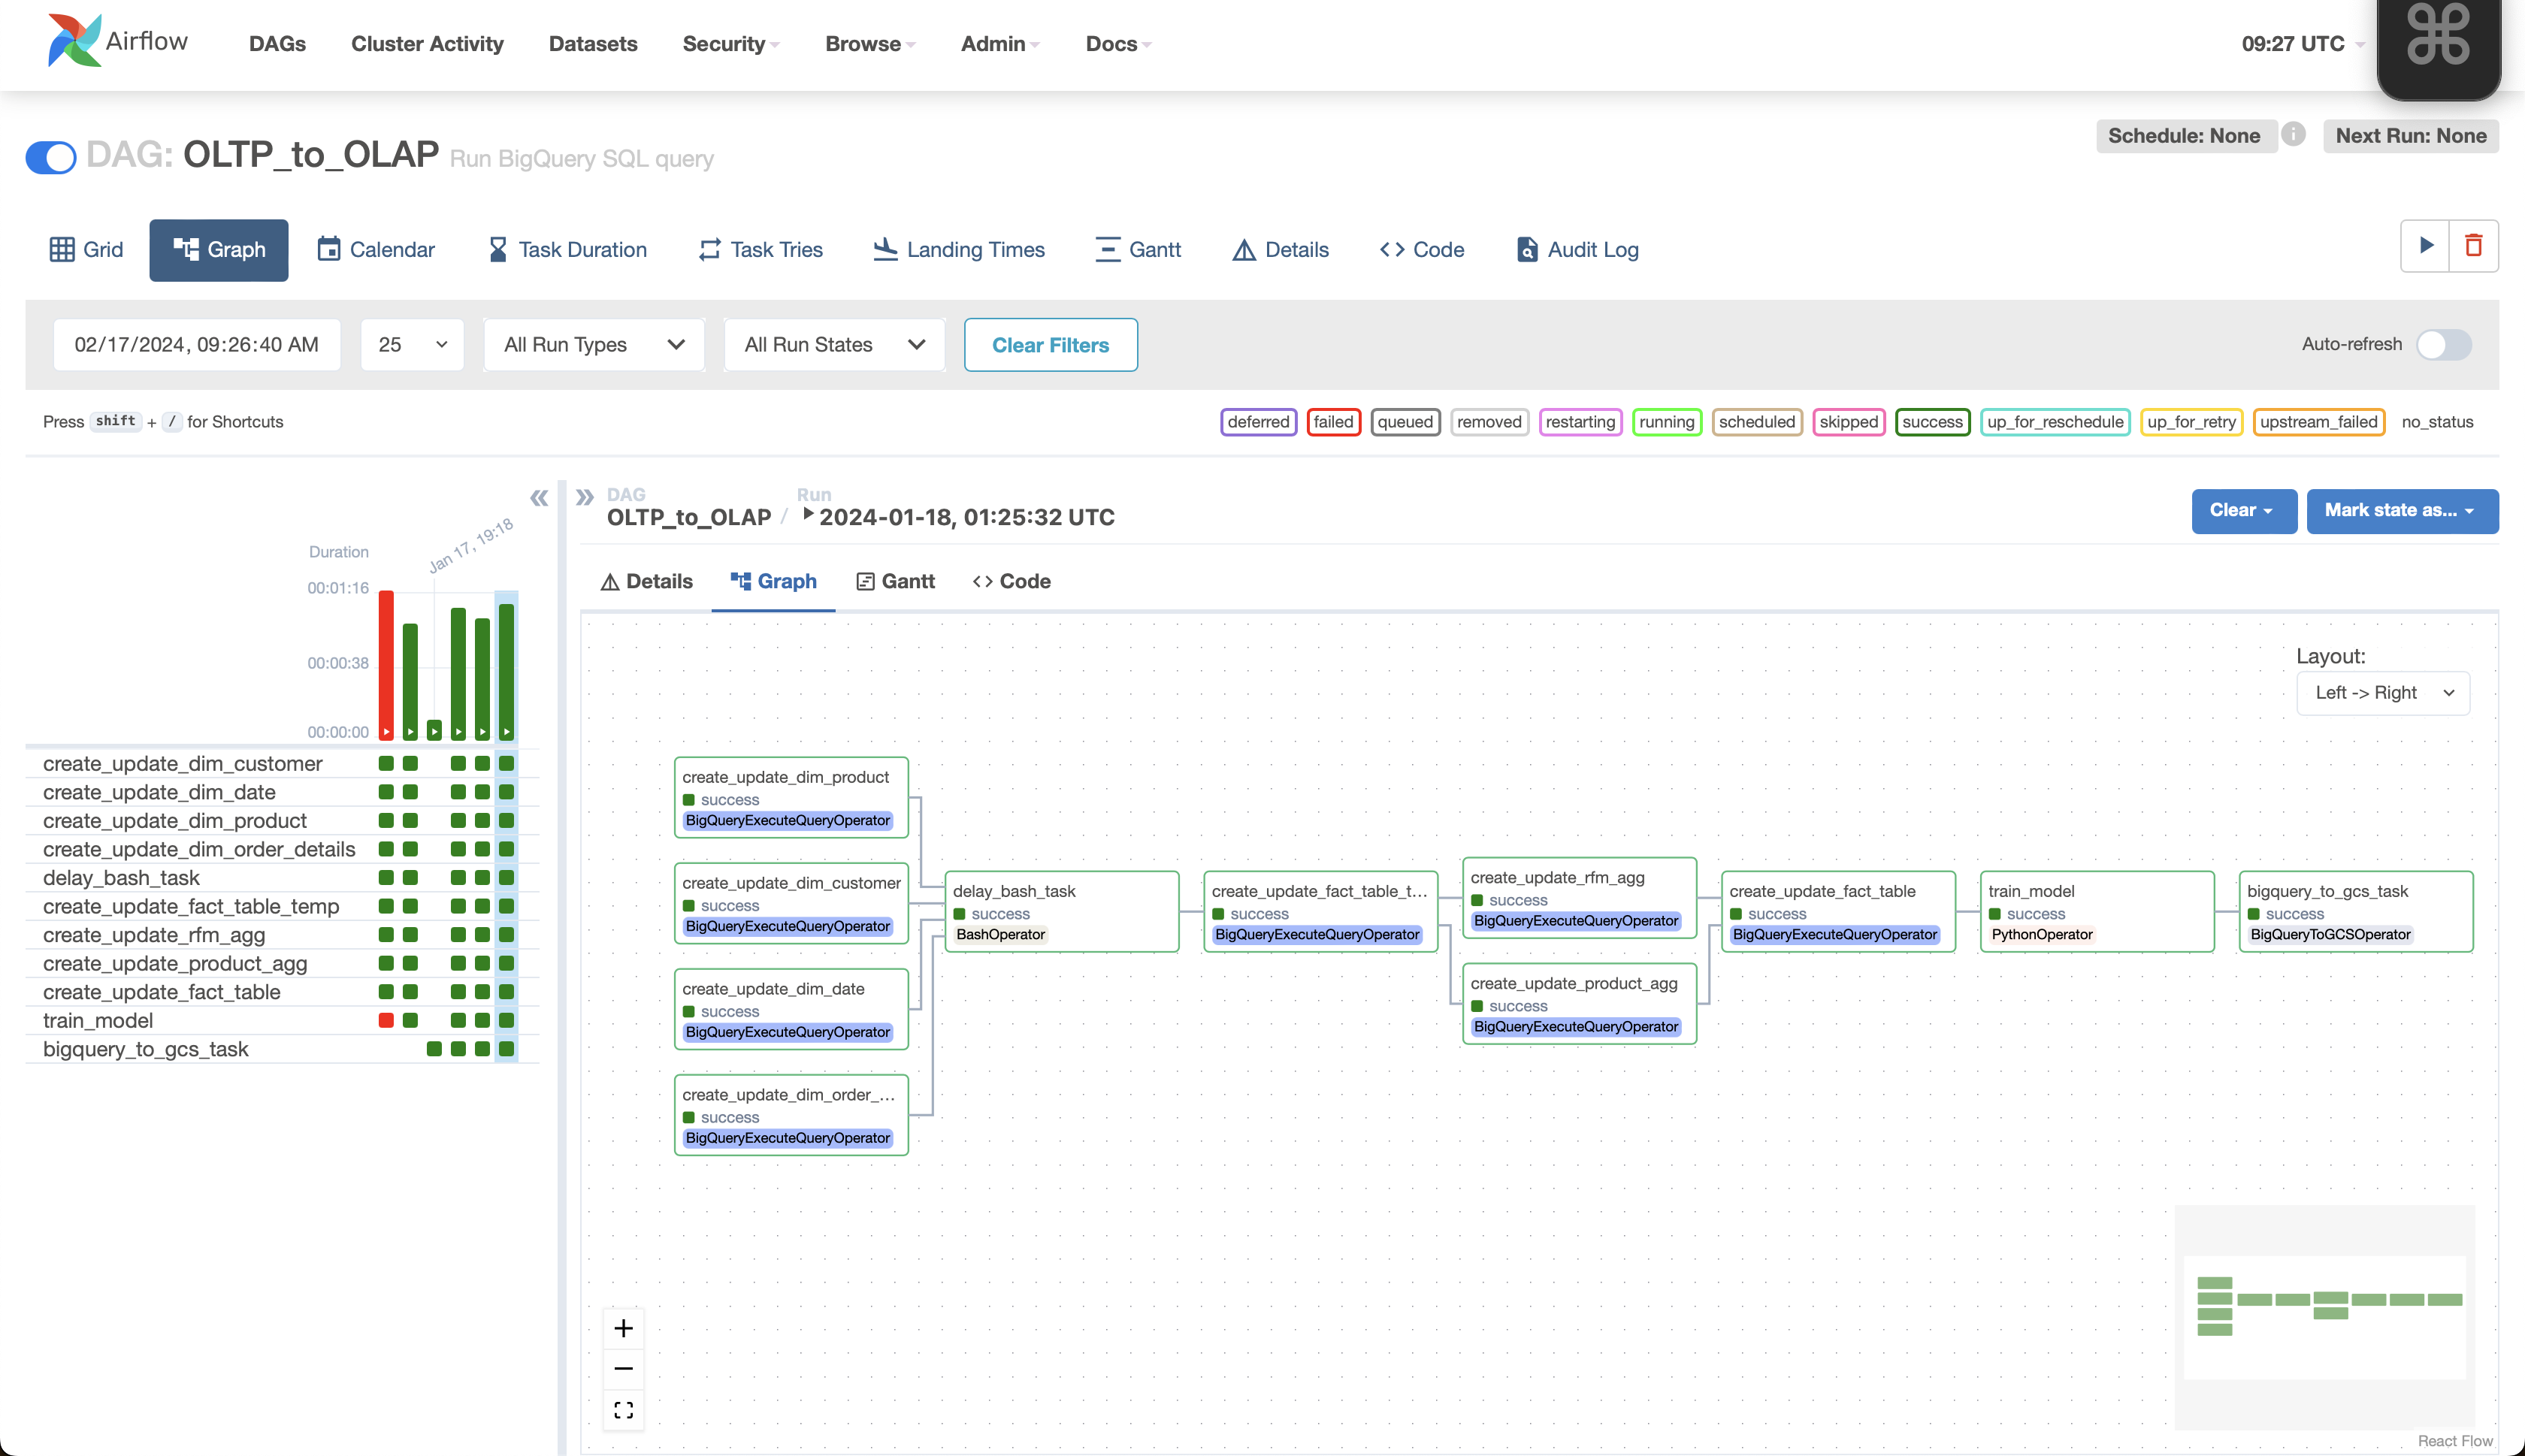 Airflow
DAGs Cluster Activity Datasets Security Browse Admin Docs
09:27 UTC
DAG: OLTP_to_OLAP Run BigQuery SQL query
Schedule: None
Next Run: None
Grid Graph Calendar Task Duration Task Tries Landing Times Gantt Details Code Audit Log
02/17/2024, 09:26:40 AM 25 All Run Types All Run States Clear Filters
Auto-refresh
Press shift + / for Shortcuts
deferred failed queued removed restarting running scheduled skipped success up_for_reschedule up_for_retry upstream_failed no_status
Duration
Jan 17, 19:18
00:01:16
00:00:38
00:00:00
create_update_dim_customer
create_update_dim_date
create_update_dim_product
create_update_dim_order_details
delay_bash_task
create_update_fact_table_temp
create_update_rfm_agg
create_update_product_agg
create_update_fact_table
train_model
bigquery_to_gcs_task
DAG
OLTP_to_OLAP /
Run
2024-01-18, 01:25:32 UTC
Clear
Mark state as...
Details Graph Gantt Code
Layout:
Left -> Right
create_update_dim_product
success
BigQueryExecuteQueryOperator
create_update_dim_customer
success
BigQueryExecuteQueryOperator
create_update_dim_date
success
BigQueryExecuteQueryOperator
create_update_dim_order_...
success
BigQueryExecuteQueryOperator
delay_bash_task
success
BashOperator
create_update_fact_table_t...
success
BigQueryExecuteQueryOperator
create_update_rfm_agg
success
BigQueryExecuteQueryOperator
create_update_product_agg
success
BigQueryExecuteQueryOperator
create_update_fact_table
success
BigQueryExecuteQueryOperator
train_model
success
PythonOperator
bigquery_to_gcs_task
success
BigQueryToGCSOperator
React Flow